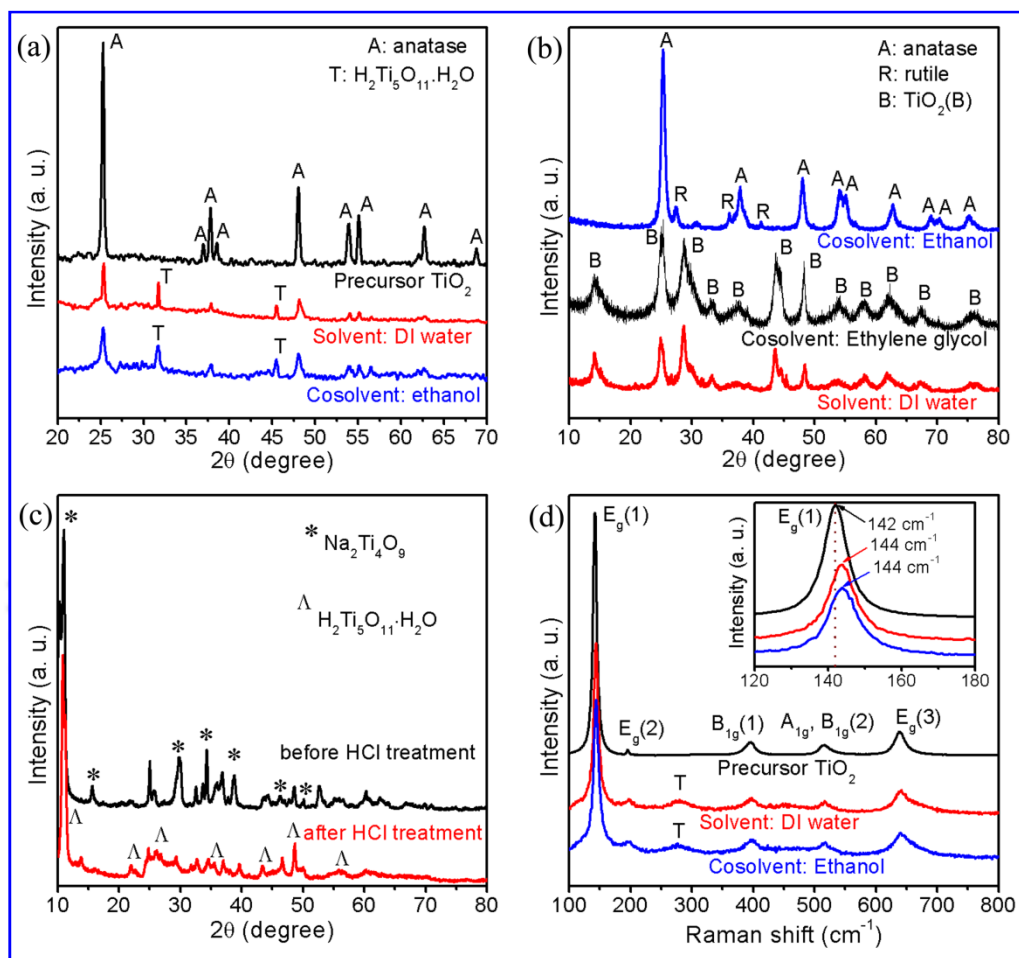 (a)
A
A: anatase
T: H₂Ti₅O₁₁.H₂O
A
A
A
A
A
A
A
A
Precursor TiO₂
T
T
Solvent: DI water
T
T
Cosolvent: ethanol
Intensity (a. u.)
20 25 30 35 40 45 50 55 60 65 70
2θ (degree)
(b)
A
A: anatase
R: rutile
B: TiO₂(B)
R
R
A
R
A
A
A
A
A
A
A
Cosolvent: Ethanol
B
B
B
B
B
B
B
B
B
B
B
B
Cosolvent: Ethylene glycol
Solvent: DI water
Intensity (a. u.)
10 20 30 40 50 60 70 80
2θ (degree)
(c)
*
* Na₂Ti₄O₉
Λ H₂Ti₅O₁₁·H₂O
*
*
*
*
*
*
before HCl treatment
Λ
Λ
Λ
Λ
Λ
Λ
Λ
after HCl treatment
Intensity (a. u.)
10 20 30 40 50 60 70 80
2θ (degree)
(d)
E_g(1)
E_g(1)
142 cm⁻¹
144 cm⁻¹
144 cm⁻¹
Intensity (a. u.)
120 140 160 180
E_g(2)
B₁g(1)
A₁g, B₁g(2)
E_g(3)
Precursor TiO₂
T
Solvent: DI water
T
Cosolvent: Ethanol
Intensity (a. u.)
100 200 300 400 500 600 700 800
Raman shift (cm⁻¹)